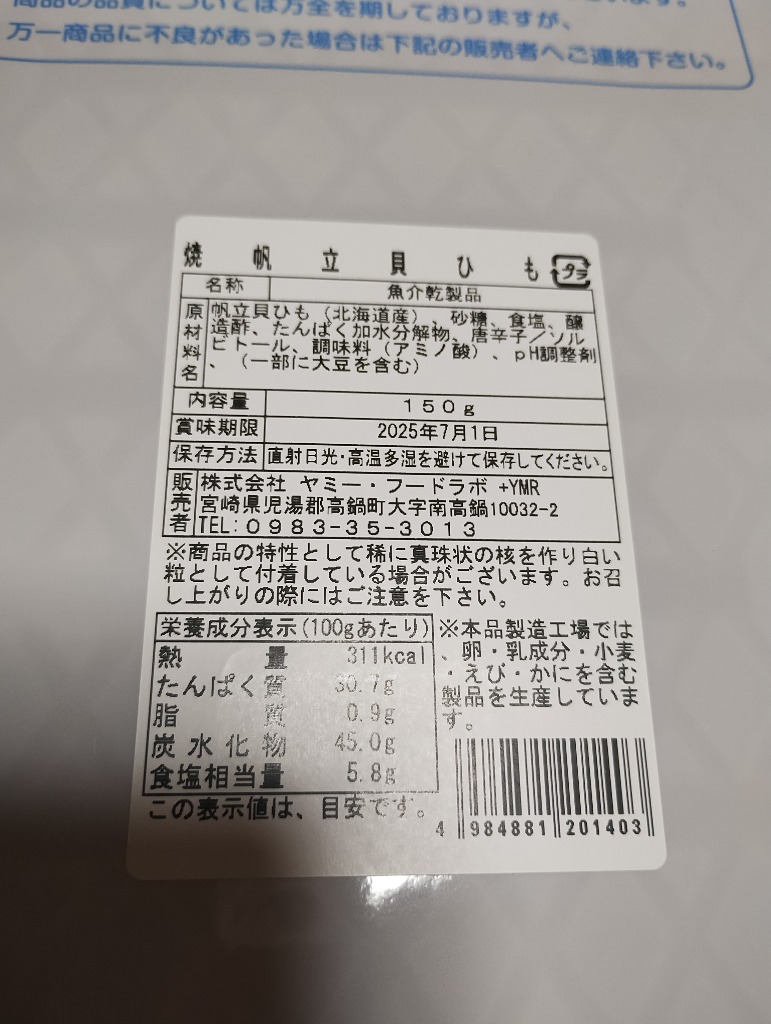 商品の品質については万全を期しておりますが、
万一商品に不良があった場合は下記の販売者へご連絡下さい。
焼帆立貝ひも プラ
名称 魚介乾製品
原材料名 帆立貝ひも（北海道産）、砂糖、食塩、醸
造酢、たんぱく加水分解物、唐辛子／ソル
ビトール、調味料（アミノ酸）、pH調整剤
、（一部に大豆を含む）
内容量 150g
賞味期限 2025年7月1日
保存方法 直射日光・高温多湿を避けて保存してください。
販売者 株式会社 ヤミー・フードラボ +YMR
宮崎県児湯郡高鍋町大字南高鍋10032-2
TEL:0983-35-3013
※商品の特性として稀に真珠状の核を作り白い
粒として付着している場合がございます。お召
し上がりの際にはご注意を下さい。
栄養成分表示(100gあたり)
熱量 311kcal
たんぱく質 30.7g
脂質 0.9g
炭水化物 45.0g
食塩相当量 5.8g
この表示値は、目安です。
※本品製造工場では
、卵・乳成分・小麦
・えび・かにを含む
製品を生産していま
す。
4 984881 201403